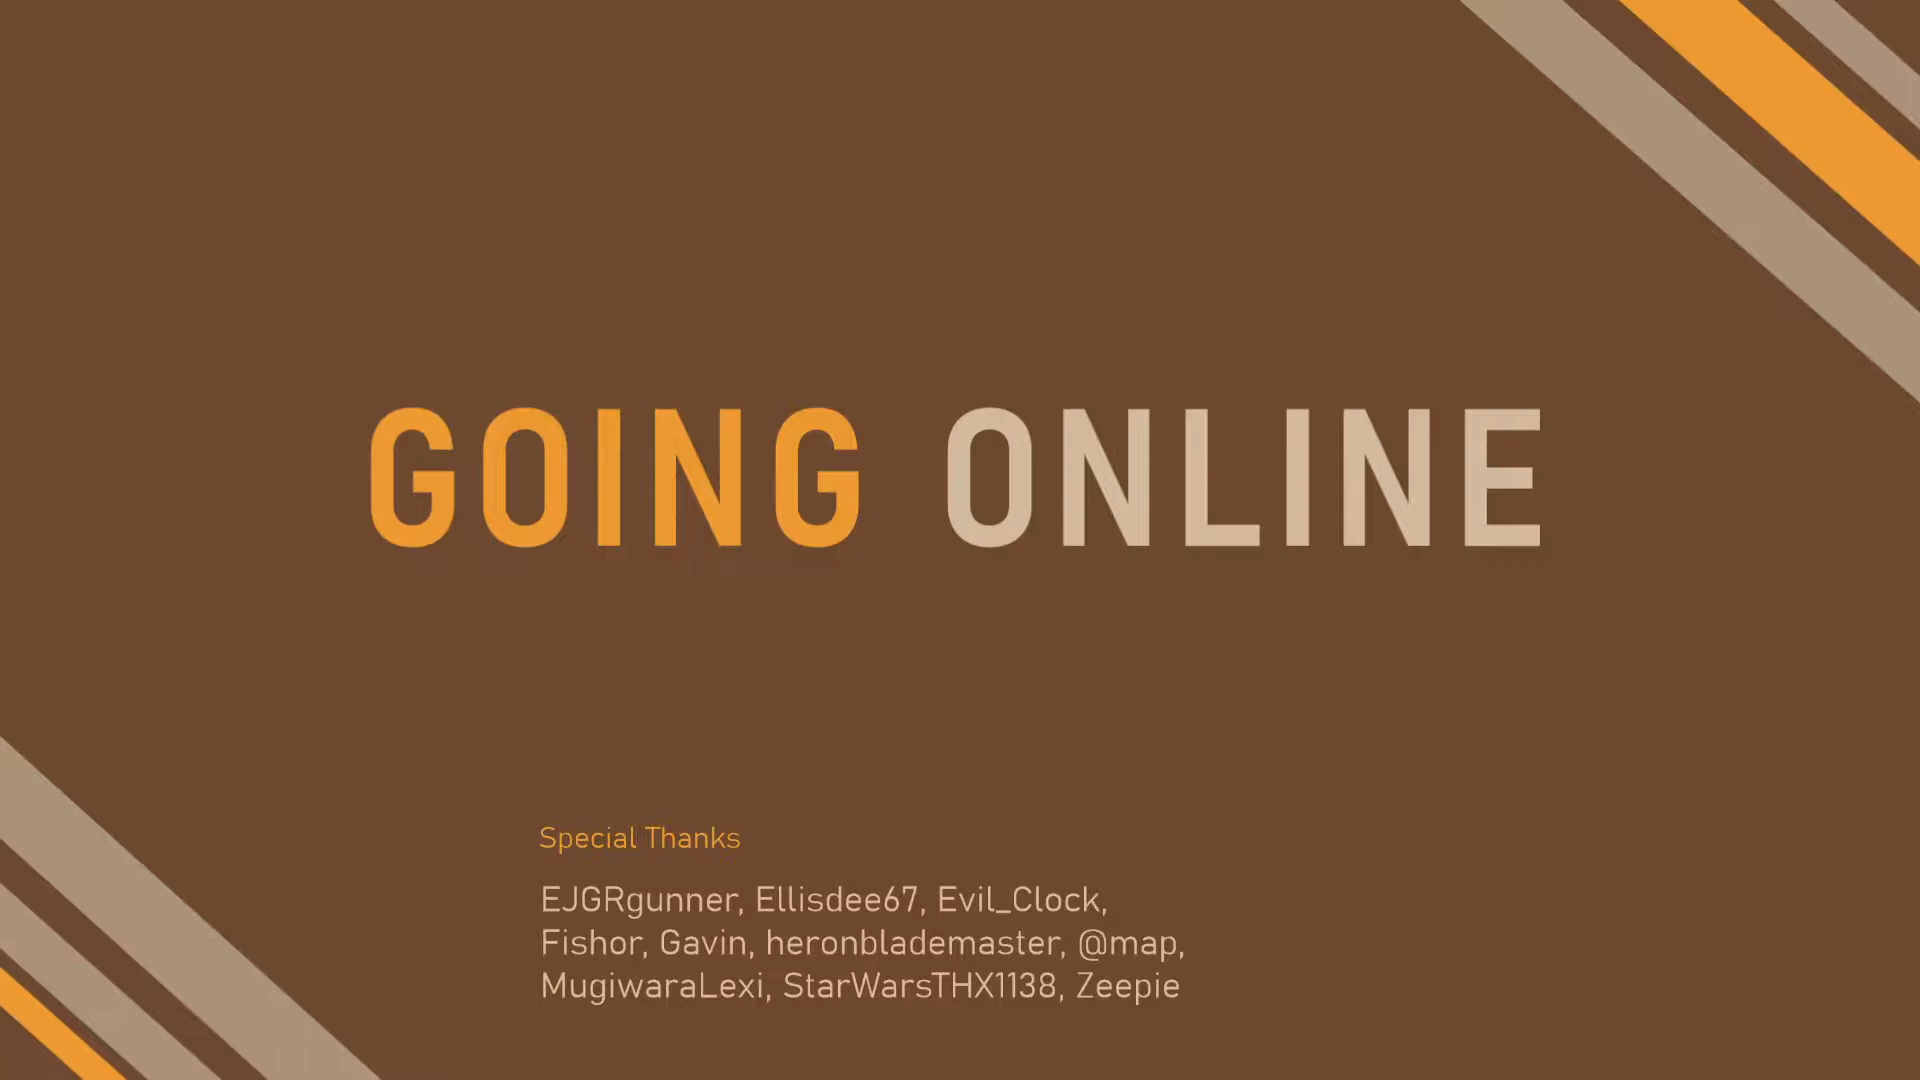 GOING ONLINE
Special Thanks
EJGRgunner, Ellisdee67, Evil_Clock,
Fishor, Gavin, heronblademaster, @map,
MugiwaraLexi, StarWarsTHX1138, Zeepie